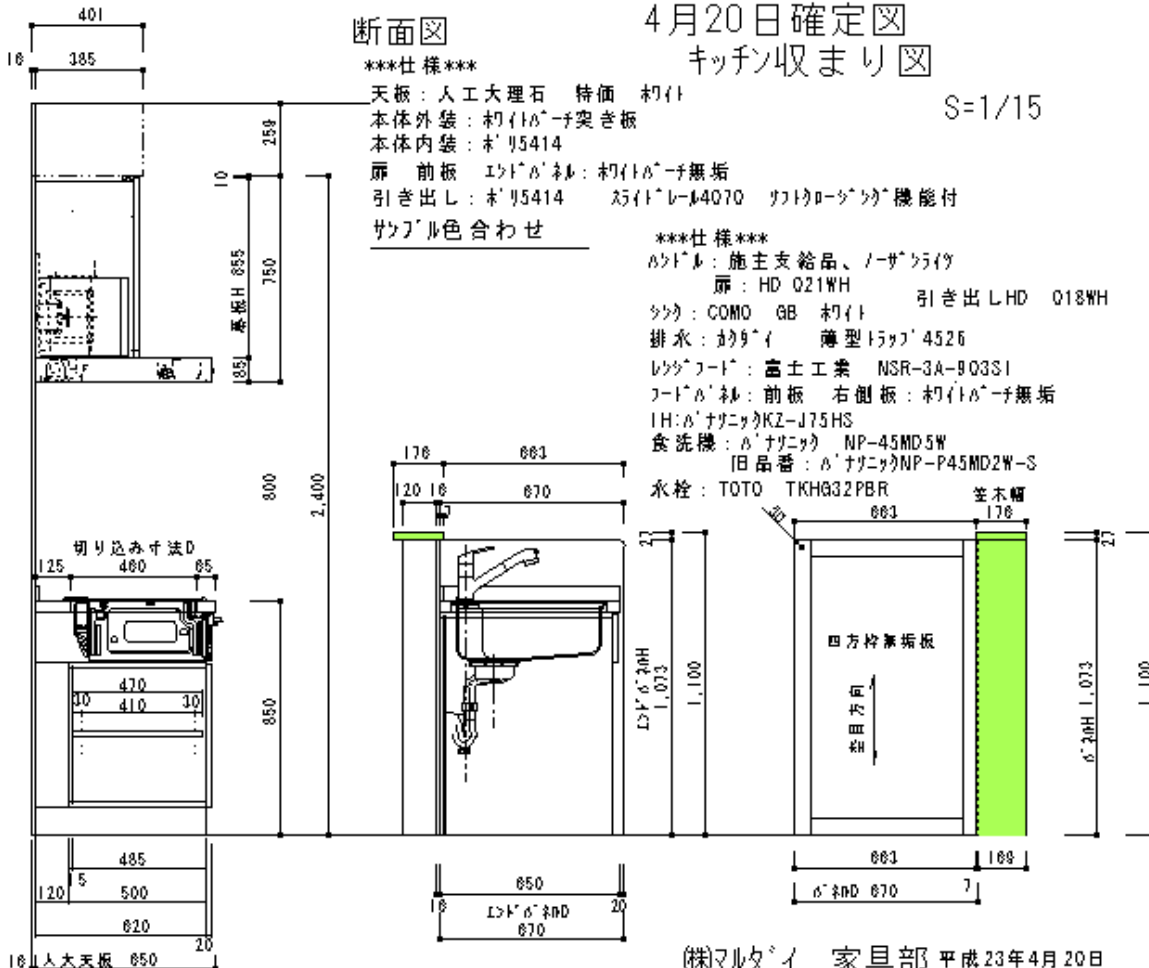 断面図
4月20日確定図
キッチン収まり図
S=1/15
***仕様***
天板：人工大理石 特価 ホワイト
本体外装：ホワイトバーチ突き板
本体内装：ポリ5414
扉 前板 エンドパネル：ホワイトバーチ無垢
引き出し：ポリ5414 スライドレール4070 ソフトクロージング機能付
サンプル色合わせ
***仕様***
ハンドル：施主支給品、ノーザンライツ
扉：HD 021WH
引き出しHD 018WH
シンク：COMO GB ホワイト
排水：カクダイ 薄型トラップ4526
レンジフード：富士工業 NSR-3A-903SI
フードパネル：前板 右側板：ホワイトバーチ無垢
IH:パナソニックKZ-J75HS
食洗機：パナソニック NP-45MD5W
旧品番：パナソニックNP-P45MD2W-S
水栓：TOTO TKHG32PBR
401
16 385
259
10
幕板H 655
750
85
800
2,400
切り込み寸法D
125 460 65
850
470
30 410 30
485
15
120 500
620
20
16 人大天板 650
176 663
120 16 670
7
27
エンドパネルH
1,073
1,100
650
16 エンドパネルD 20
670
笠木幅
663 176
30
27
四方枠無垢板
柾目方向
パネルH 1,073
1,100
663 169
パネルD 670 7
㈱マルダイ 家具部 平成23年4月20日